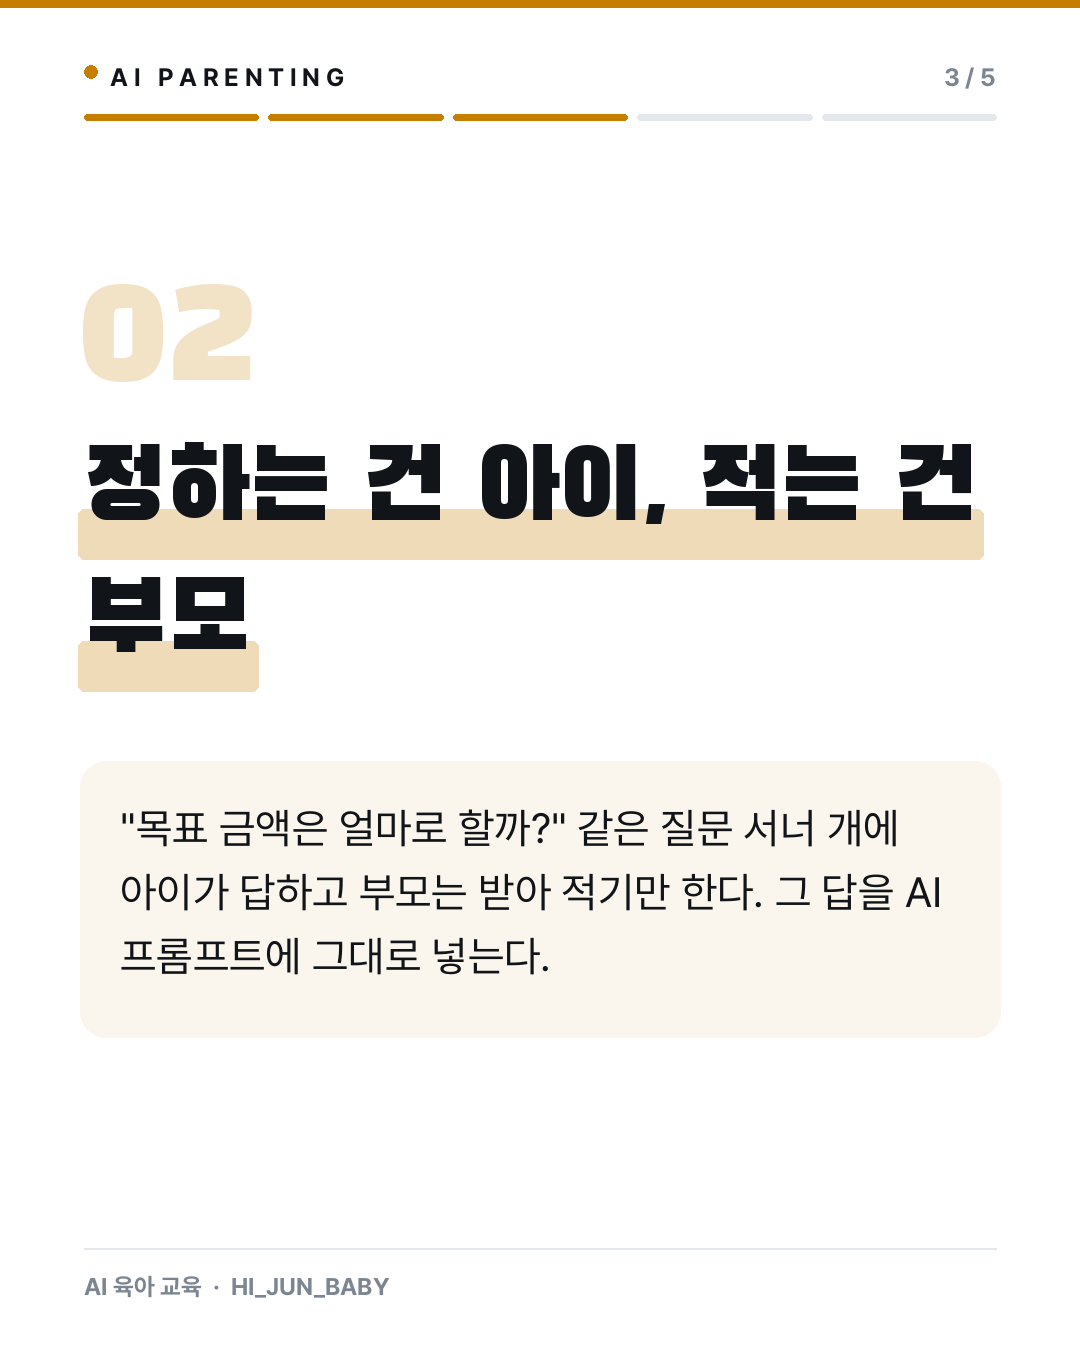 AI PARENTING
3 / 5
02
정하는 건 아이, 적는 건
부모
"목표 금액은 얼마로 할까?" 같은 질문 서너 개에
아이가 답하고 부모는 받아 적기만 한다. 그 답을 AI
프롬프트에 그대로 넣는다.
AI 육아 교육 · HI_JUN_BABY